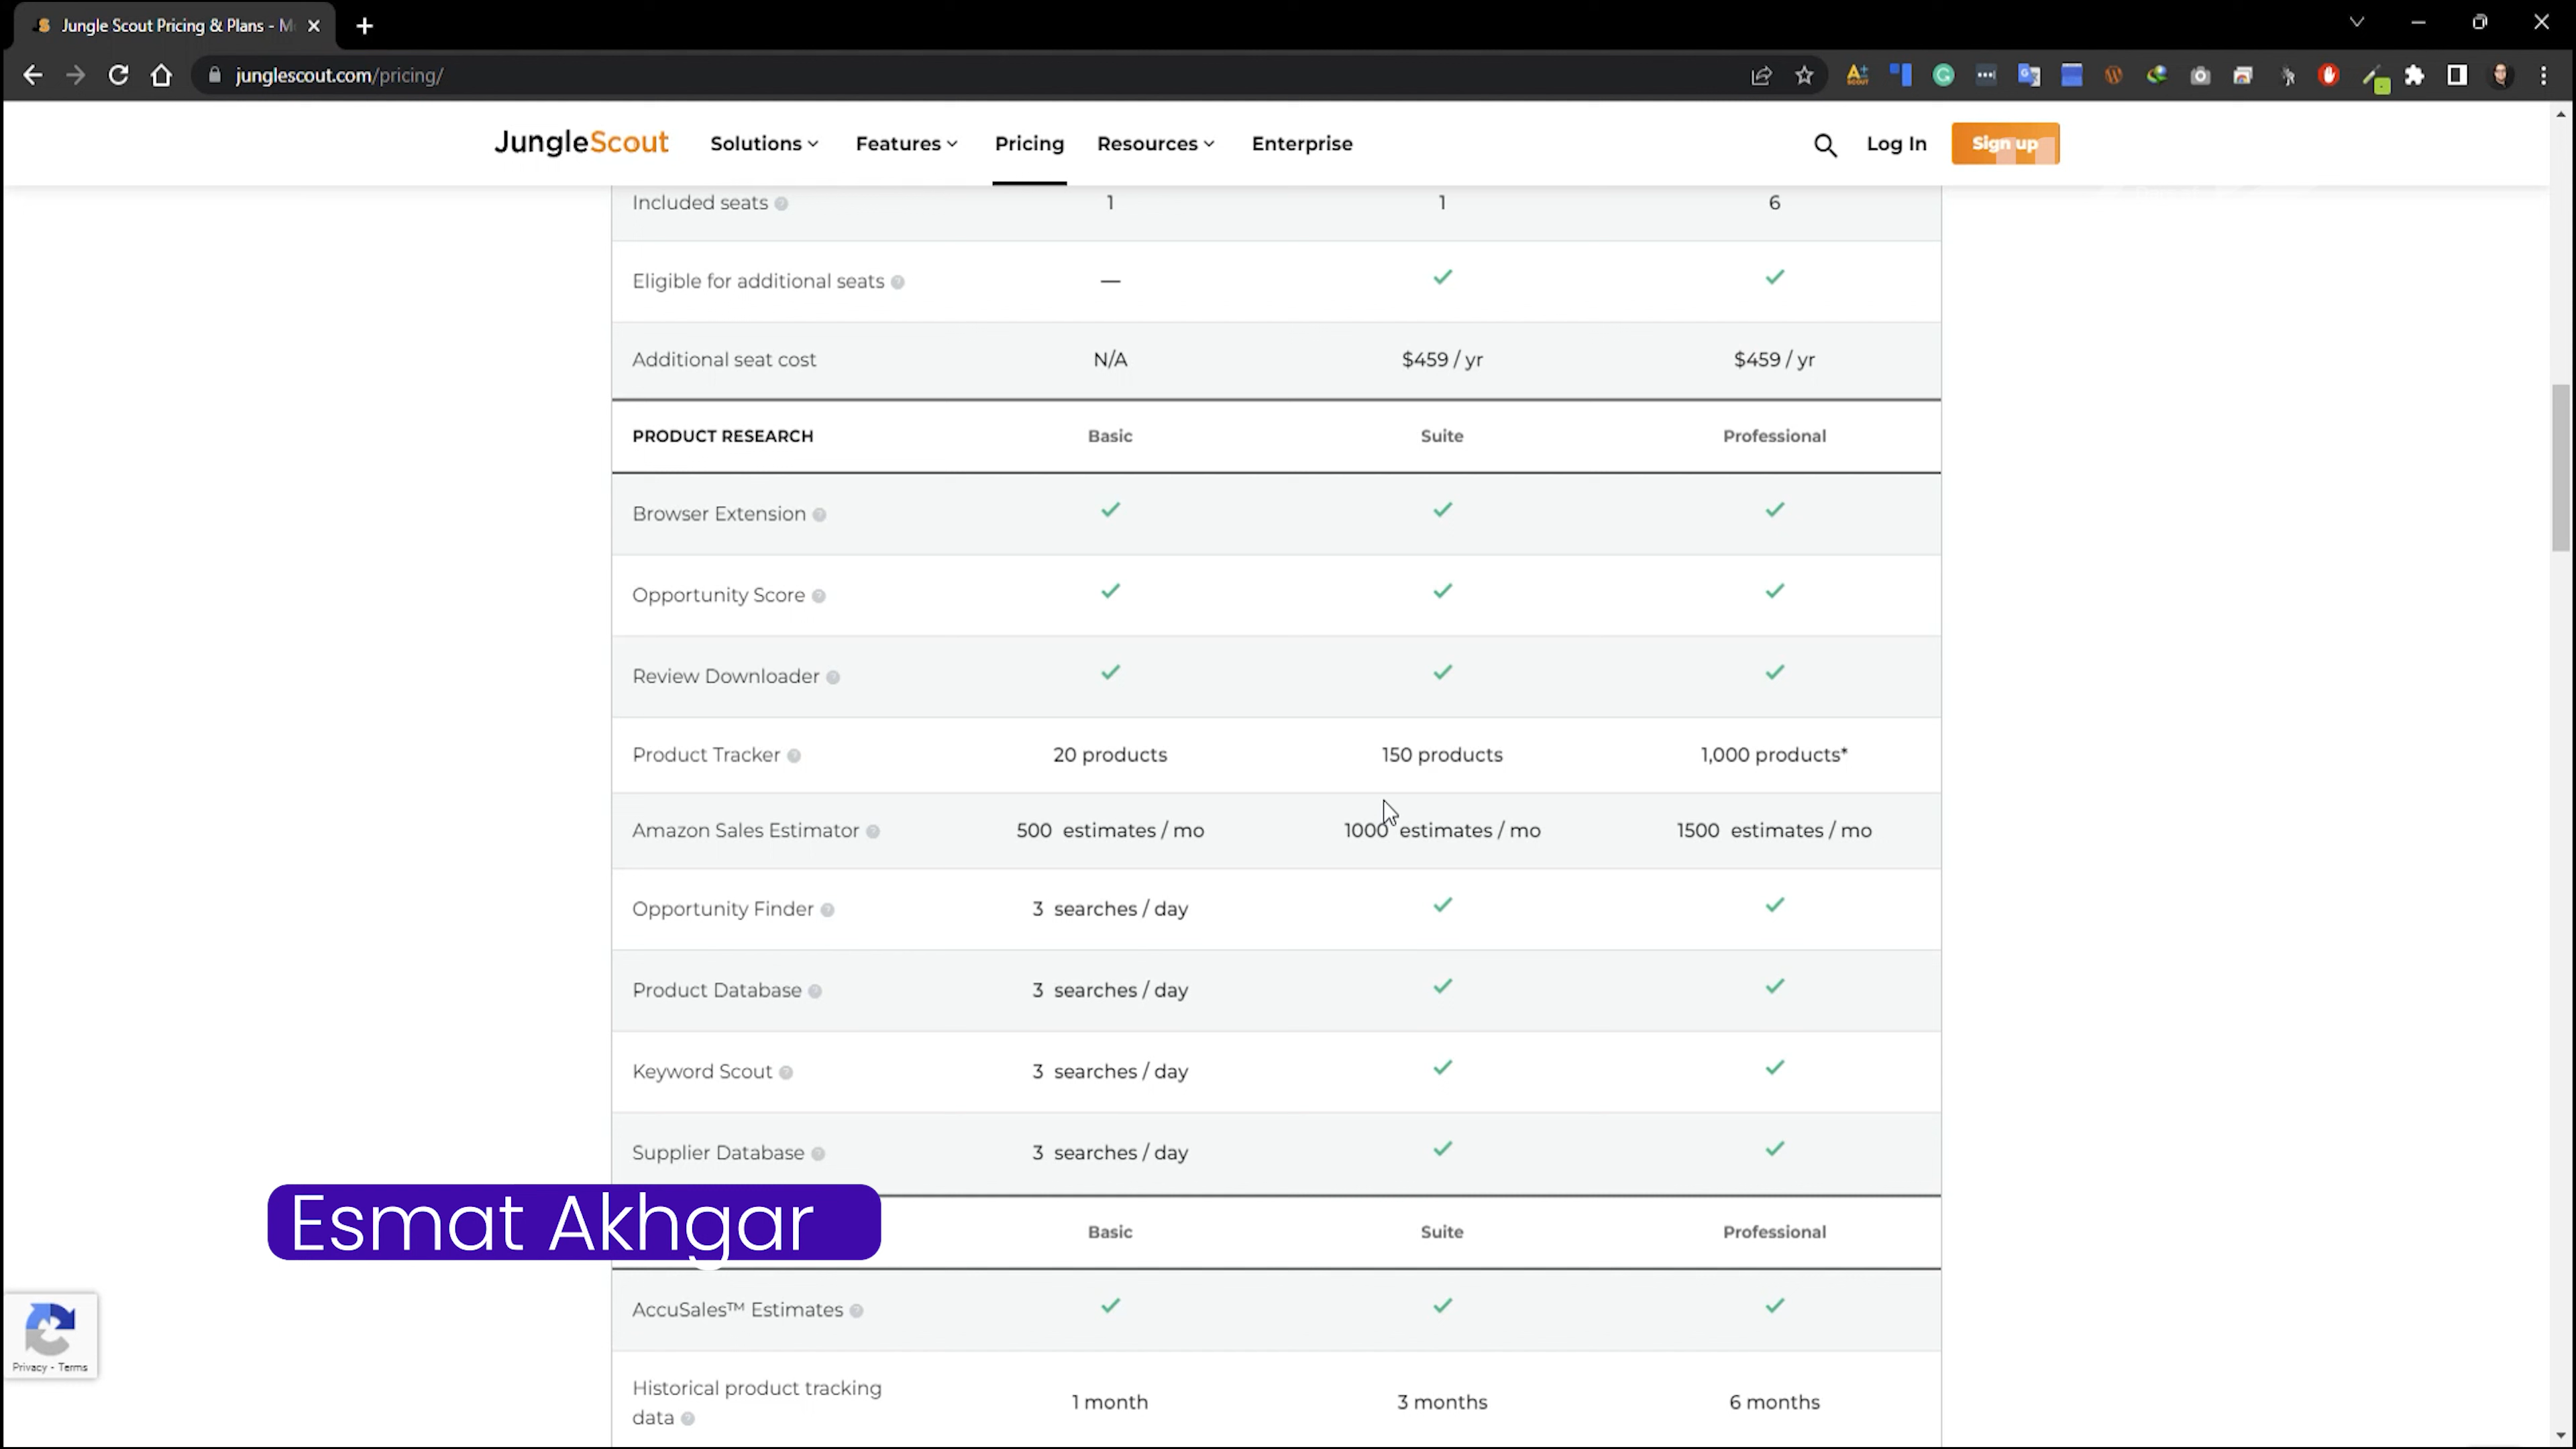 Jungle Scout Pricing & Plans - M
junglescout.com/pricing/
JungleScout Solutions Features Pricing Resources Enterprise Log In Sign up
Included seats 1 1 6
Eligible for additional seats —
Additional seat cost N/A $459 / yr $459 / yr
PRODUCT RESEARCH Basic Suite Professional
Browser Extension
Opportunity Score
Review Downloader
Product Tracker 20 products 150 products 1,000 products*
Amazon Sales Estimator 500 estimates / mo 1000 estimates / mo 1500 estimates / mo
Opportunity Finder 3 searches / day
Product Database 3 searches / day
Keyword Scout 3 searches / day
Supplier Database 3 searches / day
Esmat Akhgar
Basic Suite Professional
AccuSales™ Estimates
Historical product tracking
data 1 month 3 months 6 months
Privacy - Terms